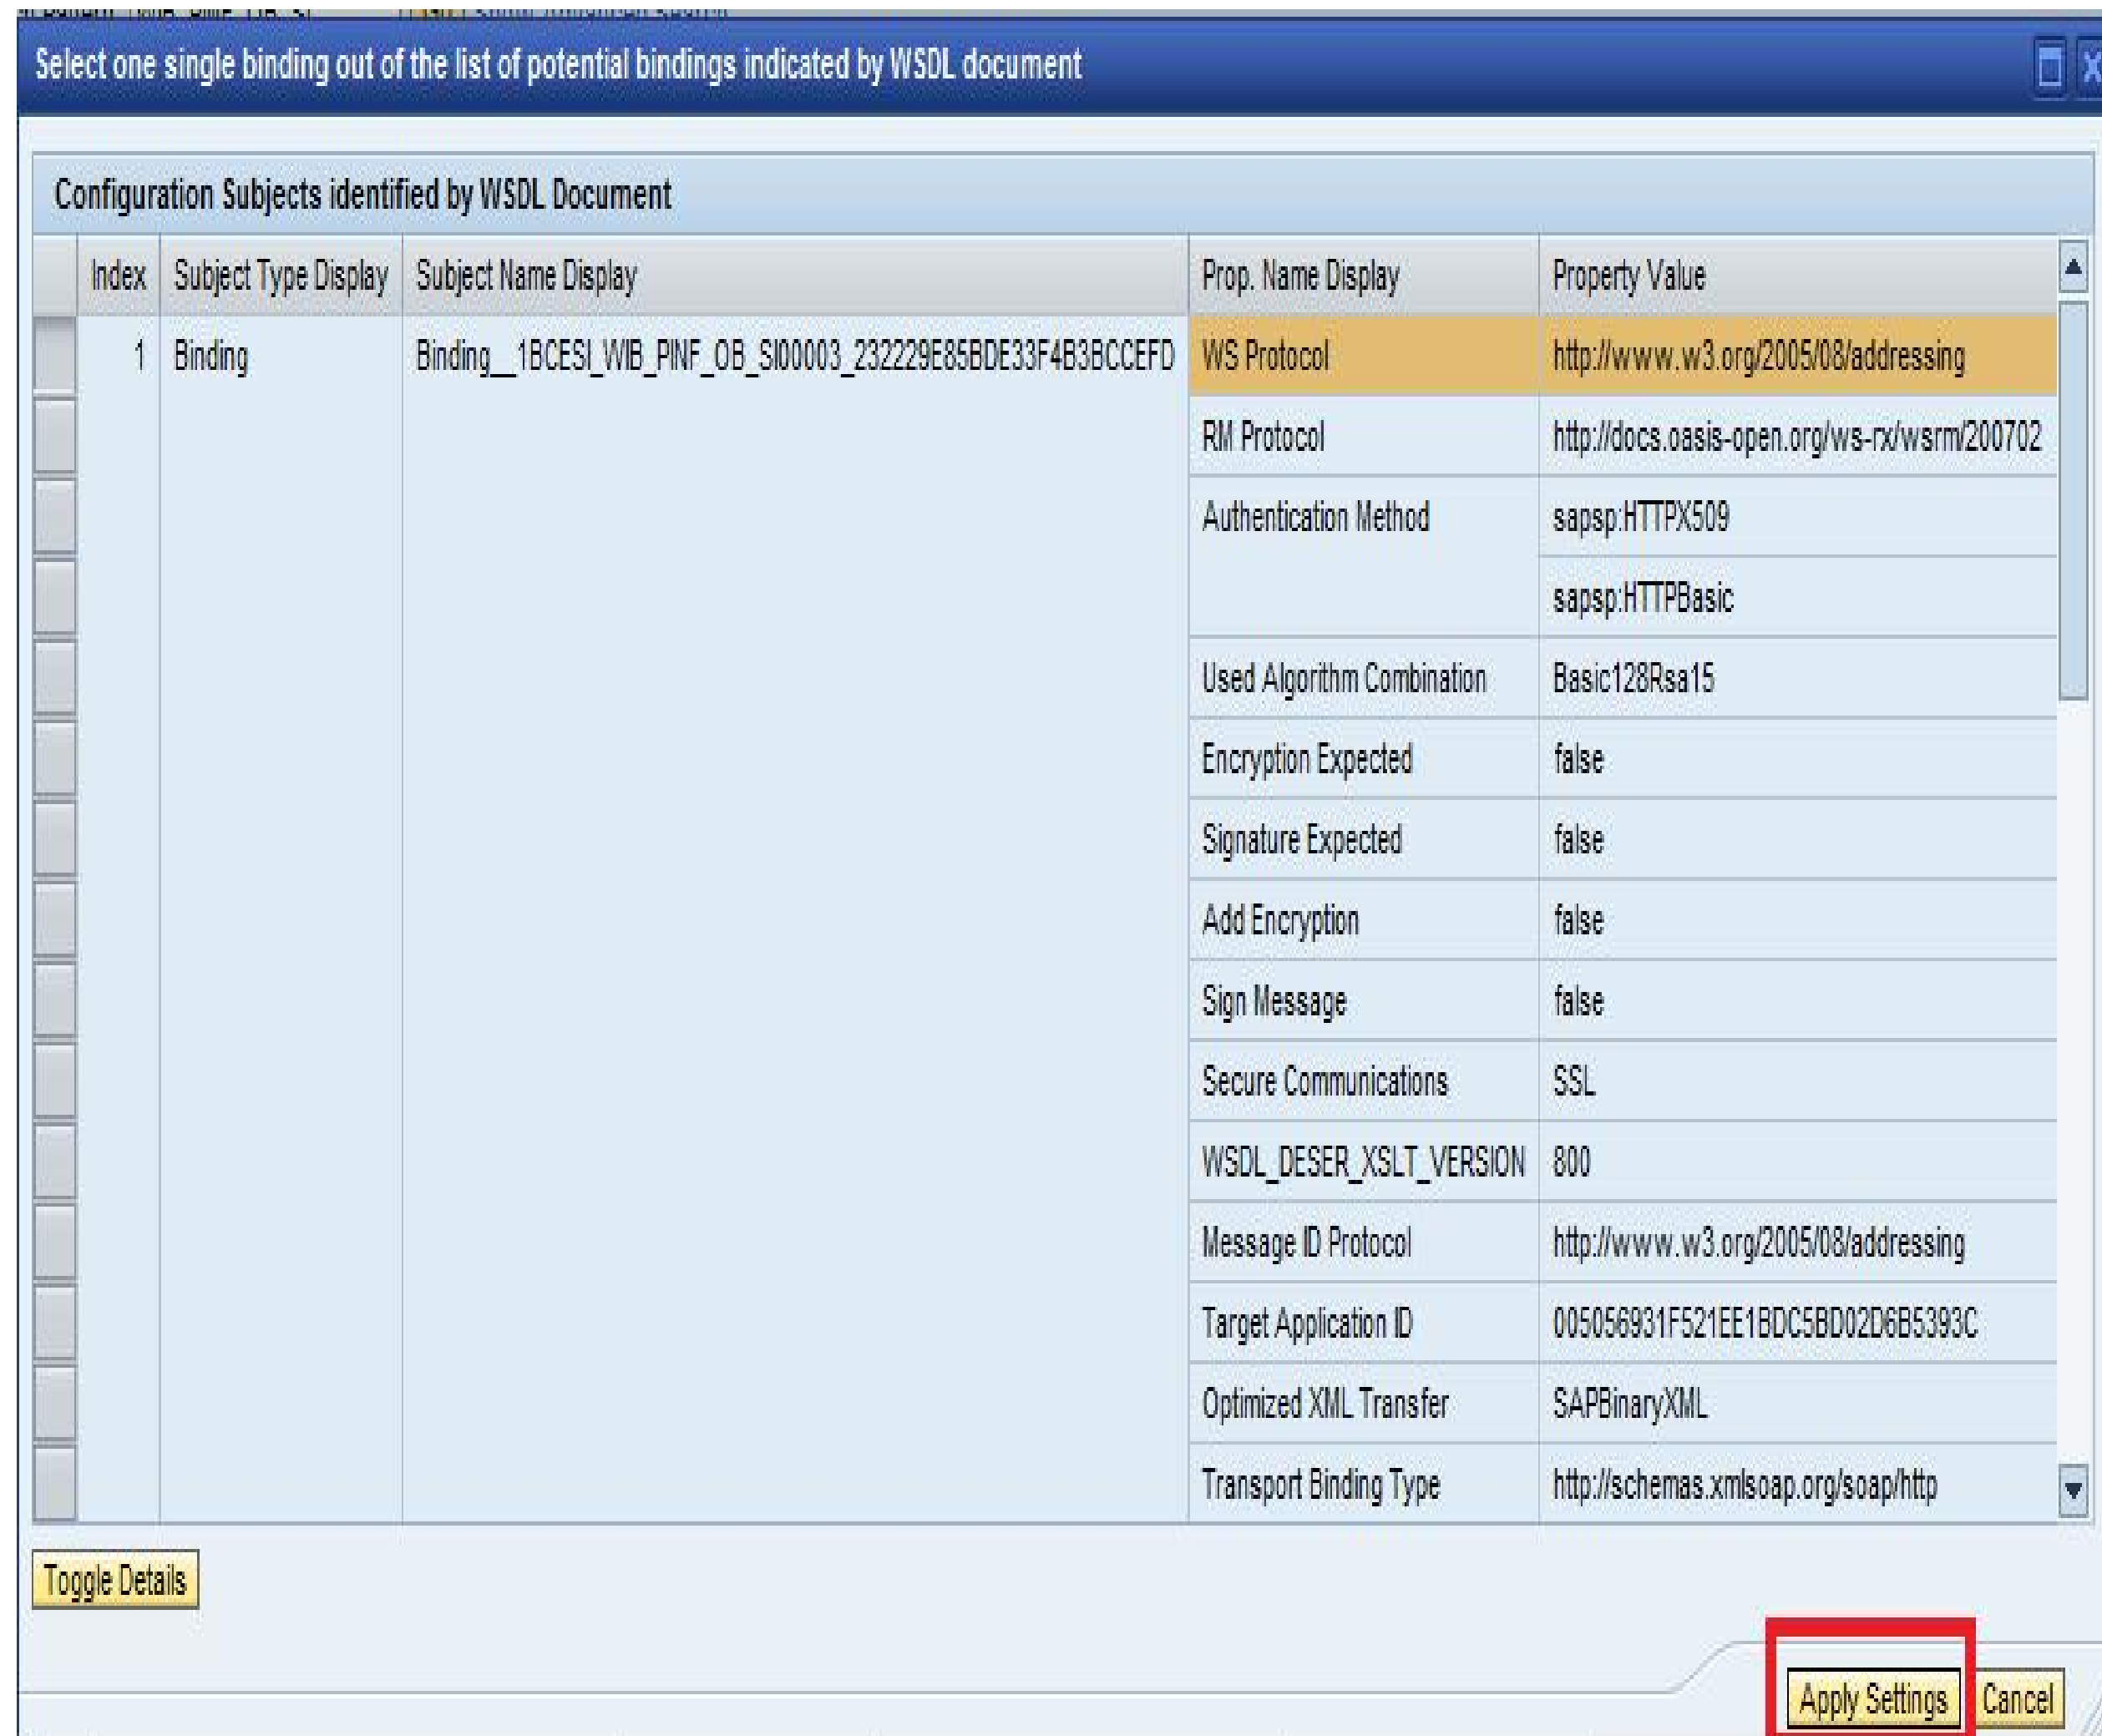 Select one single binding out of the list of potential bindings indicated by WSDL document
Configuration Subjects identified by WSDL Document
Index Subject Type Display Subject Name Display Prop. Name Display Property Value
1 Binding Binding__1BCESI_WIB_PINF_OB_SI00003_232229E85BDE33F4B3BCCEFD WS Protocol http://www.w3.org/2005/08/addressing
RM Protocol http://docs.oasis-open.org/ws-rx/wsrm/200702
Authentication Method sapsp:HTTPX509
sapsp:HTTPBasic
Used Algorithm Combination Basic128Rsa15
Encryption Expected false
Signature Expected false
Add Encryption false
Sign Message false
Secure Communications SSL
WSDL_DESER_XSLT_VERSION 800
Message ID Protocol http://www.w3.org/2005/08/addressing
Target Application ID 005056931F521EE1BDC5BD02D6B5393C
Optimized XML Transfer SAPBinaryXML
Transport Binding Type http://schemas.xmlsoap.org/soap/http
Toggle Details
Apply Settings Cancel